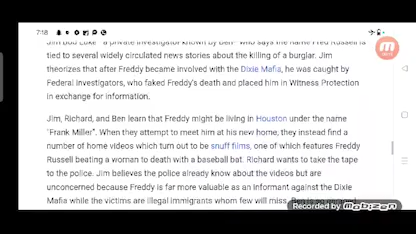 7:18
Jim Bob Luke - a private investigator known by Ben - who says the name Fred Russell is
tied to several widely circulated news stories about the killing of a burglar. Jim
theorizes that after Freddy became involved with the Dixie Mafia, he was caught by
Federal investigators, who faked Freddy's death and placed him in Witness Protection
in exchange for information.
Jim, Richard, and Ben learn that Freddy might be living in Houston under the name
"Frank Miller". When they attempt to meet him at his new home, they instead find a
number of home videos which turn out to be snuff films, one of which features Freddy
Russell beating a woman to death with a baseball bat. Richard wants to take the tape
to the police. Jim believes the police already know about the videos but are
unconcerned because Freddy is far more valuable as an informant against the Dixie
Mafia while the victims are illegal immigrants whom few will miss. Ben is so
Recorded by mobizen